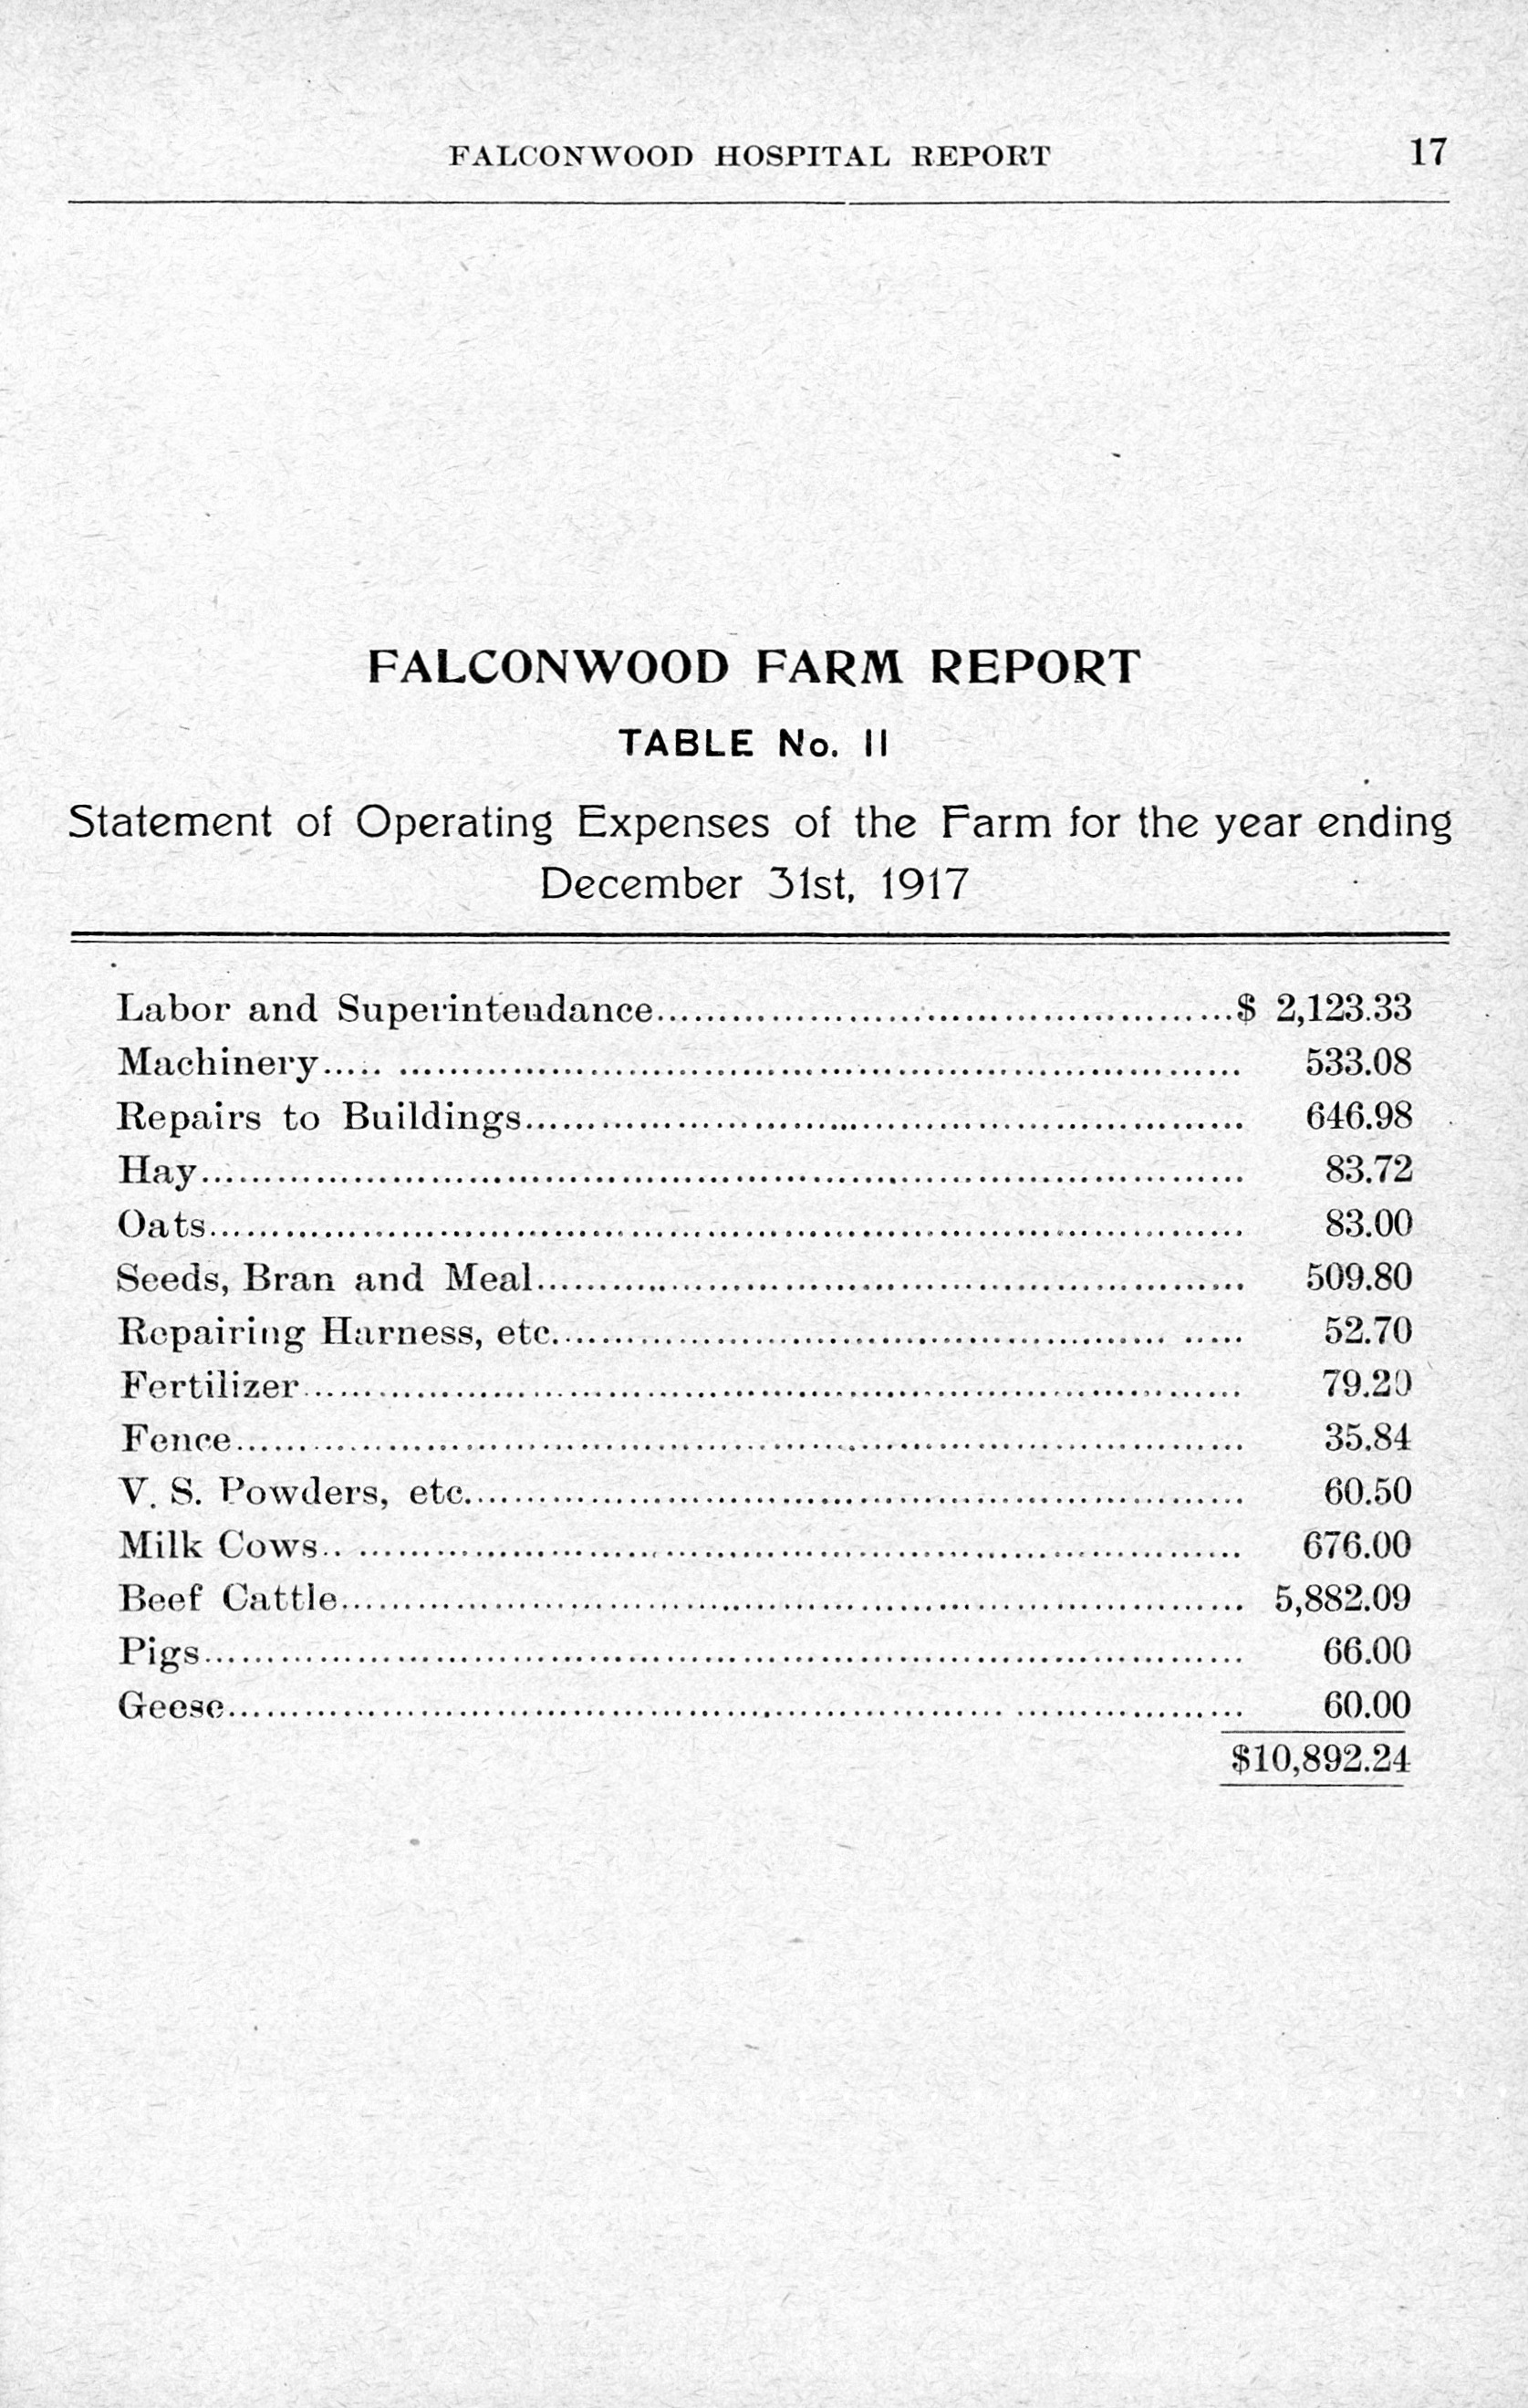 FALCONWOOD HOSPITAL REPORT 17
FALCONWOOD FARM REPORT
TABLE No. II
Statement of Operating Expenses of the Farm for the year ending
December 31st, 1917
Labor and Superintendance $ 2,123.33
Machinery 533.08
Repairs to Buildings 646.98
Hay 83.72
Oats 83.00
Seeds, Bran and Meal 509.80
Repairing Harness, etc. 52.70
Fertilizer 79.20
Fence 35.84
V. S. Powders, etc. 60.50
Milk Cows 676.00
Beef Cattle 5,882.09
Pigs 66.00
Geese 60.00
$10,892.24